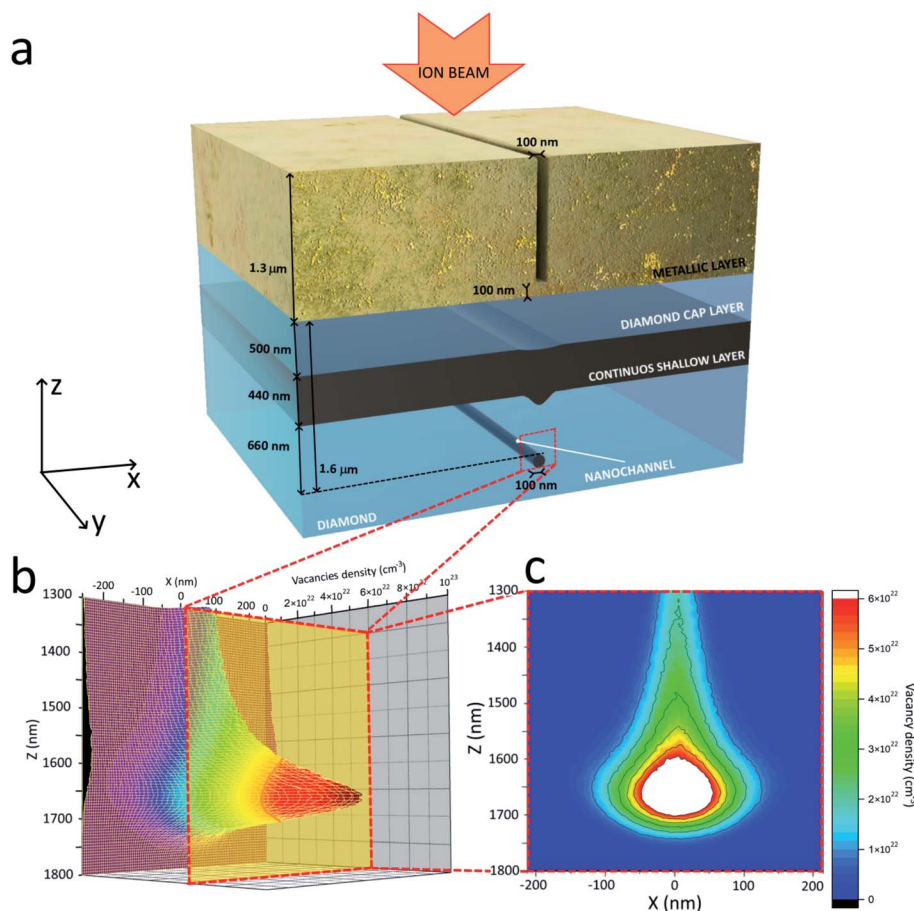 a
ION BEAM
100 nm
1.3 μm
METALLIC LAYER
100 nm
DIAMOND CAP LAYER
500 nm
CONTINUOS SHALLOW LAYER
440 nm
660 nm
1.6 μm
NANOCHANNEL
100 nm
DIAMOND
z
x
y
b
X (nm)
Vacancies density (cm⁻³)
-200 -100 0 100 200 0 2×10²² 4×10²² 6×10²² 8×10²² 10²³
1300
1400
1500
1600
1700
1800
Z (nm)
c
1300
1400
1500
1600
1700
1800
Z (nm)
-200 -100 0 100 200
X (nm)
6×10²²
5×10²²
4×10²²
3×10²²
2×10²²
1×10²²
0
Vacancy density (cm⁻³)